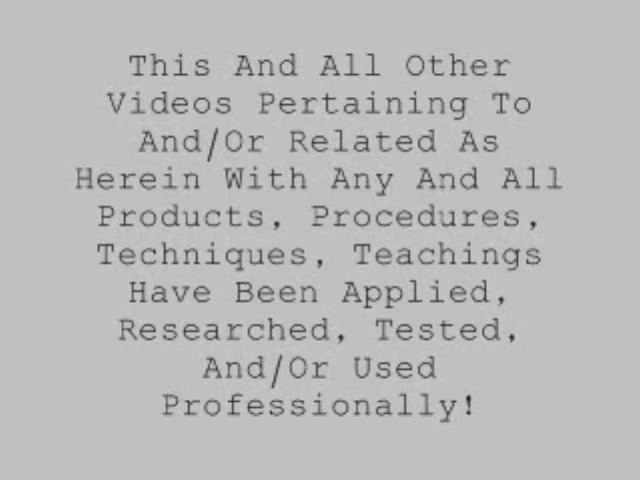 This And All Other
Videos Pertaining To
And/Or Related As
Herein With Any And All
Products, Procedures,
Techniques, Teachings
Have Been Applied,
Researched, Tested,
And/Or Used
Professionally!